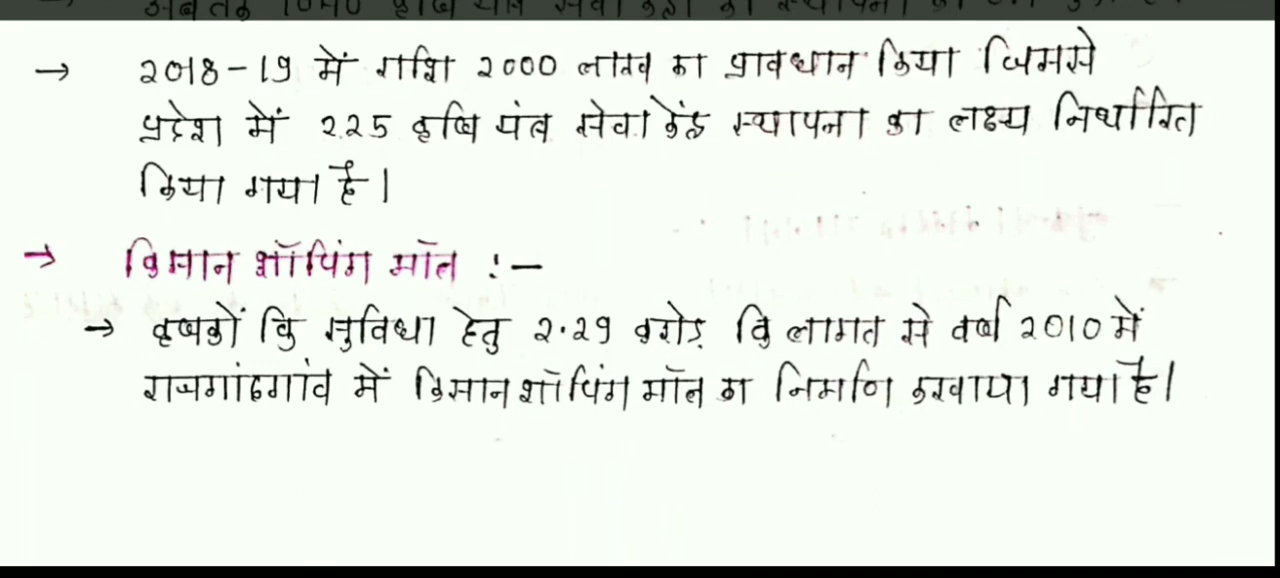 → 2018-19 में राशि 2000 लाख का प्रावधान किया जिससे
प्रदेश में 225 कृषि यंत्र सेवा केंद्र स्थापना का लक्ष्य निर्धारित
किया गया है।
→ किसान शॉपिंग मॉल :-
→ कृषकों कि सुविधा हेतु 2.29 करोड़ कि लागत से वर्ष 2010 में
राजनांदगांव में किसान शॉपिंग मॉल का निर्माण करवाया गया है।